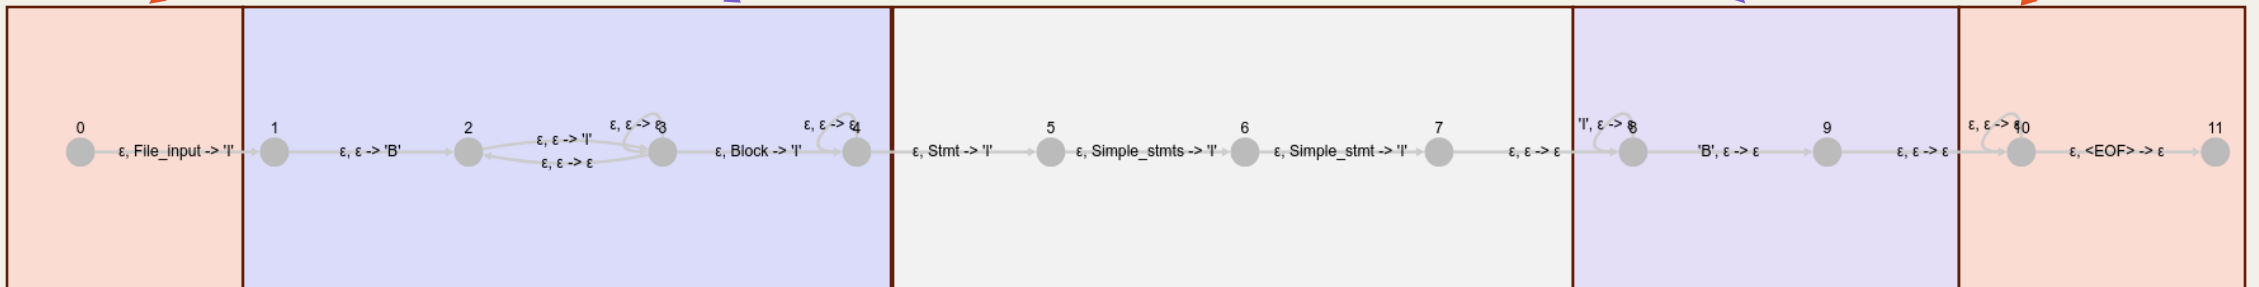 0
ε, File_input -> 'I'
1
ε, ε -> 'B'
2
ε, ε -> 'I'
ε, ε -> ε
ε, ε -> ε
3
ε, Block -> 'I'
ε, ε -> ε
4
ε, Stmt -> 'I'
5
ε, Simple_stmts -> 'I'
6
ε, Simple_stmt -> 'I'
7
ε, ε -> ε
'I', ε -> ε
8
'B', ε -> ε
9
ε, ε -> ε
ε, ε -> ε
10
ε, <EOF> -> ε
11